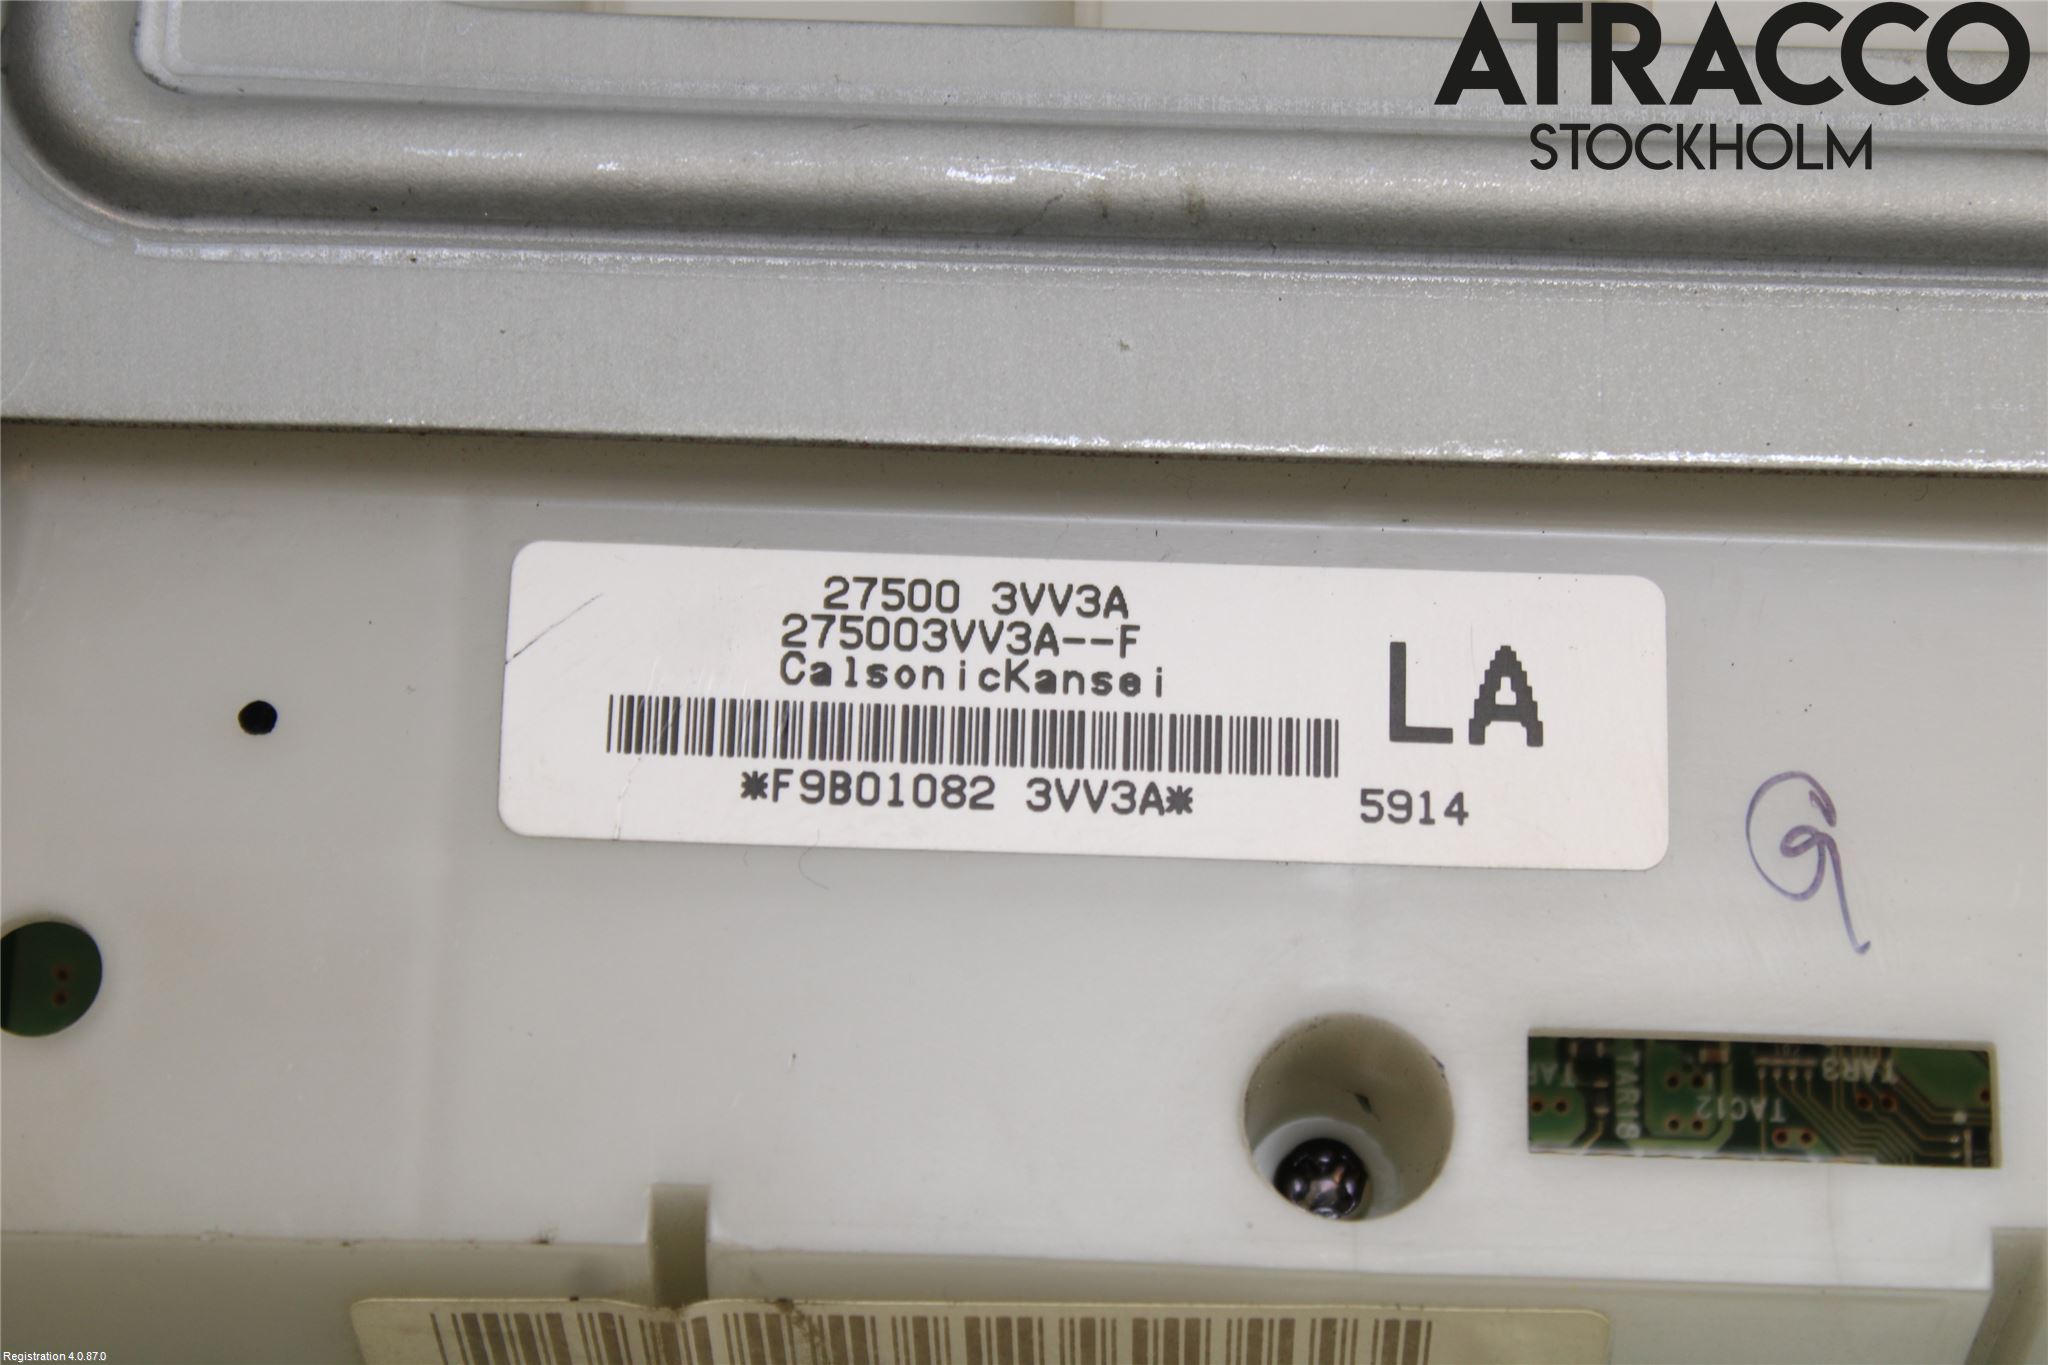 ATRACCO
STOCKHOLM
27500 3VV3A
275003VV3A--F
CalsonicKansei
LA
*F9B01082 3VV3A*
5914
TAR18
TAC12
TAR3
Registration 4.0.87.0